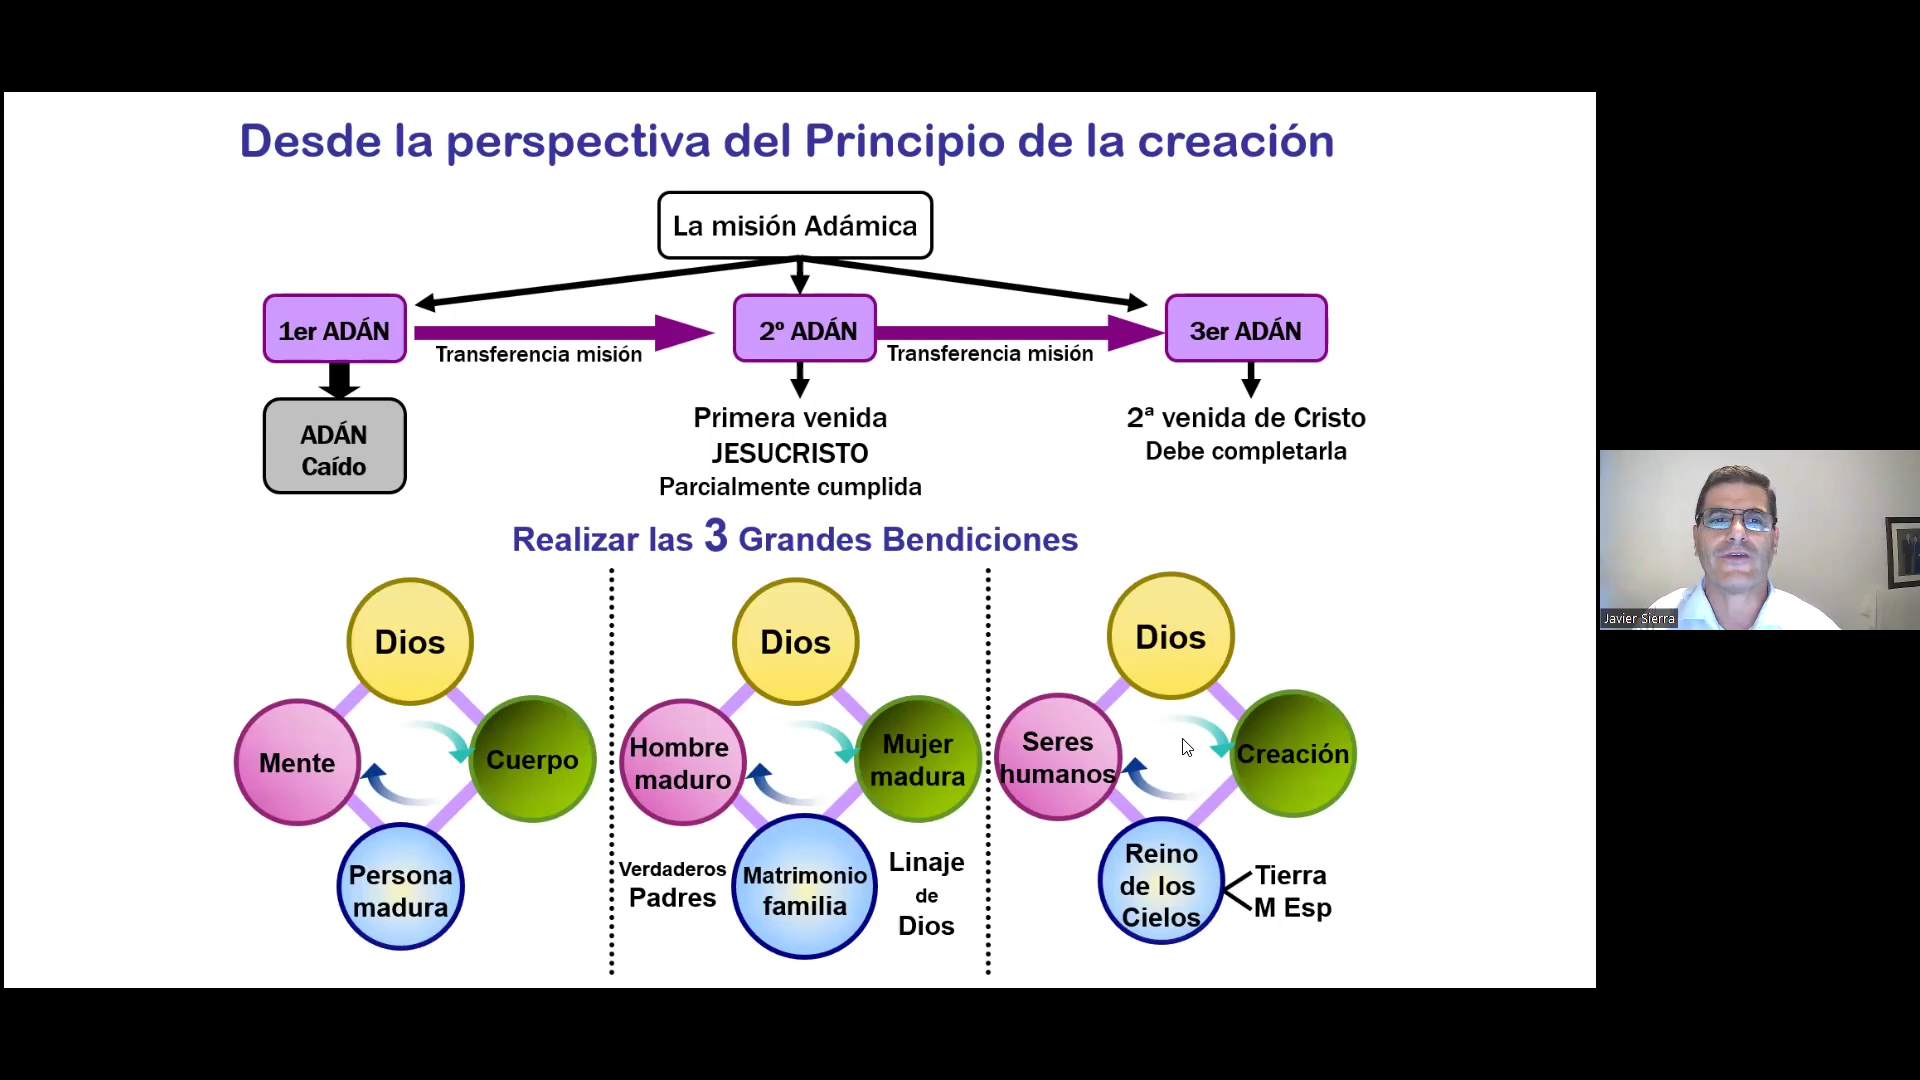 Desde la perspectiva del Principio de la creación
La misión Adámica
1er ADÁN
2º ADÁN
3er ADÁN
Transferencia misión
Transferencia misión
ADÁN
Caído
Primera venida
JESUCRISTO
Parcialmente cumplida
2ª venida de Cristo
Debe completarla
Realizar las 3 Grandes Bendiciones
Dios
Mente
Cuerpo
Persona
madura
Dios
Hombre
maduro
Mujer
madura
Verdaderos
Padres
Matrimonio
familia
Linaje
de
Dios
Dios
Seres
humanos
Creación
Reino
de los
Cielos
Tierra
M Esp
Javier Sierra